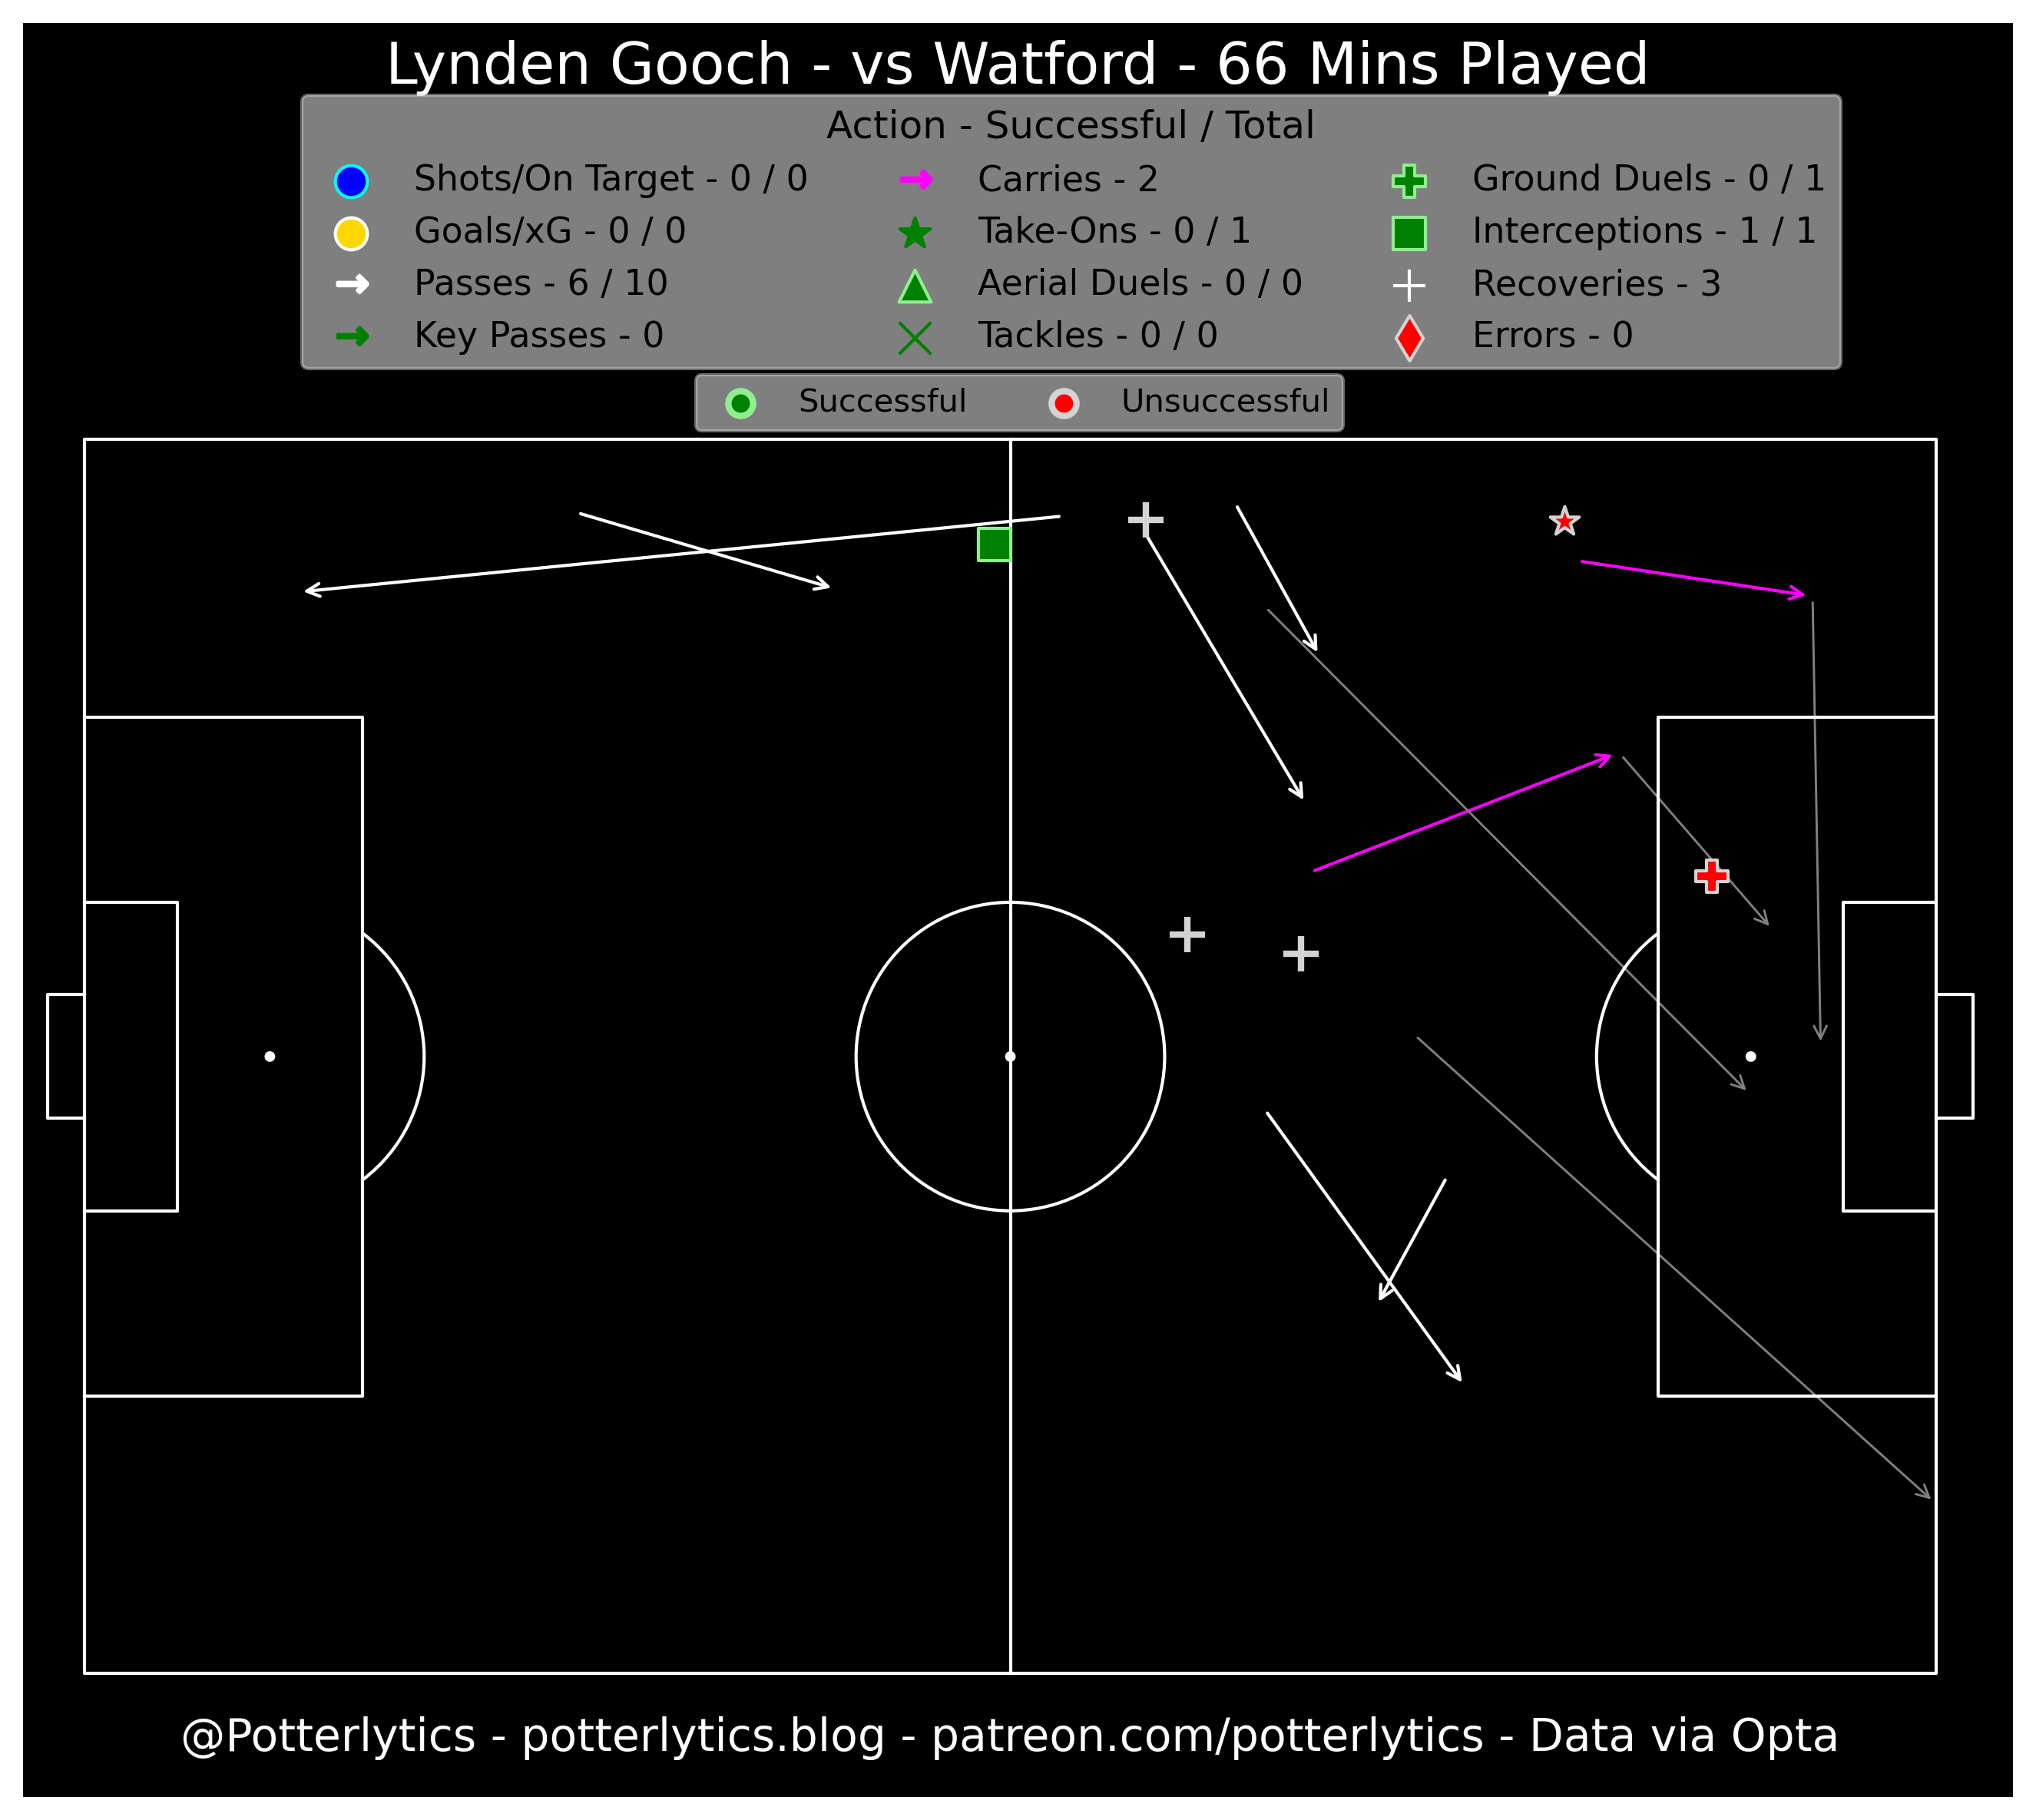 Lynden Gooch - vs Watford - 66 Mins Played
Action - Successful / Total
Shots/On Target - 0 / 0
Goals/xG - 0 / 0
Passes - 6 / 10
Key Passes - 0
Carries - 2
Take-Ons - 0 / 1
Aerial Duels - 0 / 0
Tackles - 0 / 0
Ground Duels - 0 / 1
Interceptions - 1 / 1
Recoveries - 3
Errors - 0
Successful
Unsuccessful
@Potterlytics - potterlytics.blog - patreon.com/potterlytics - Data via Opta